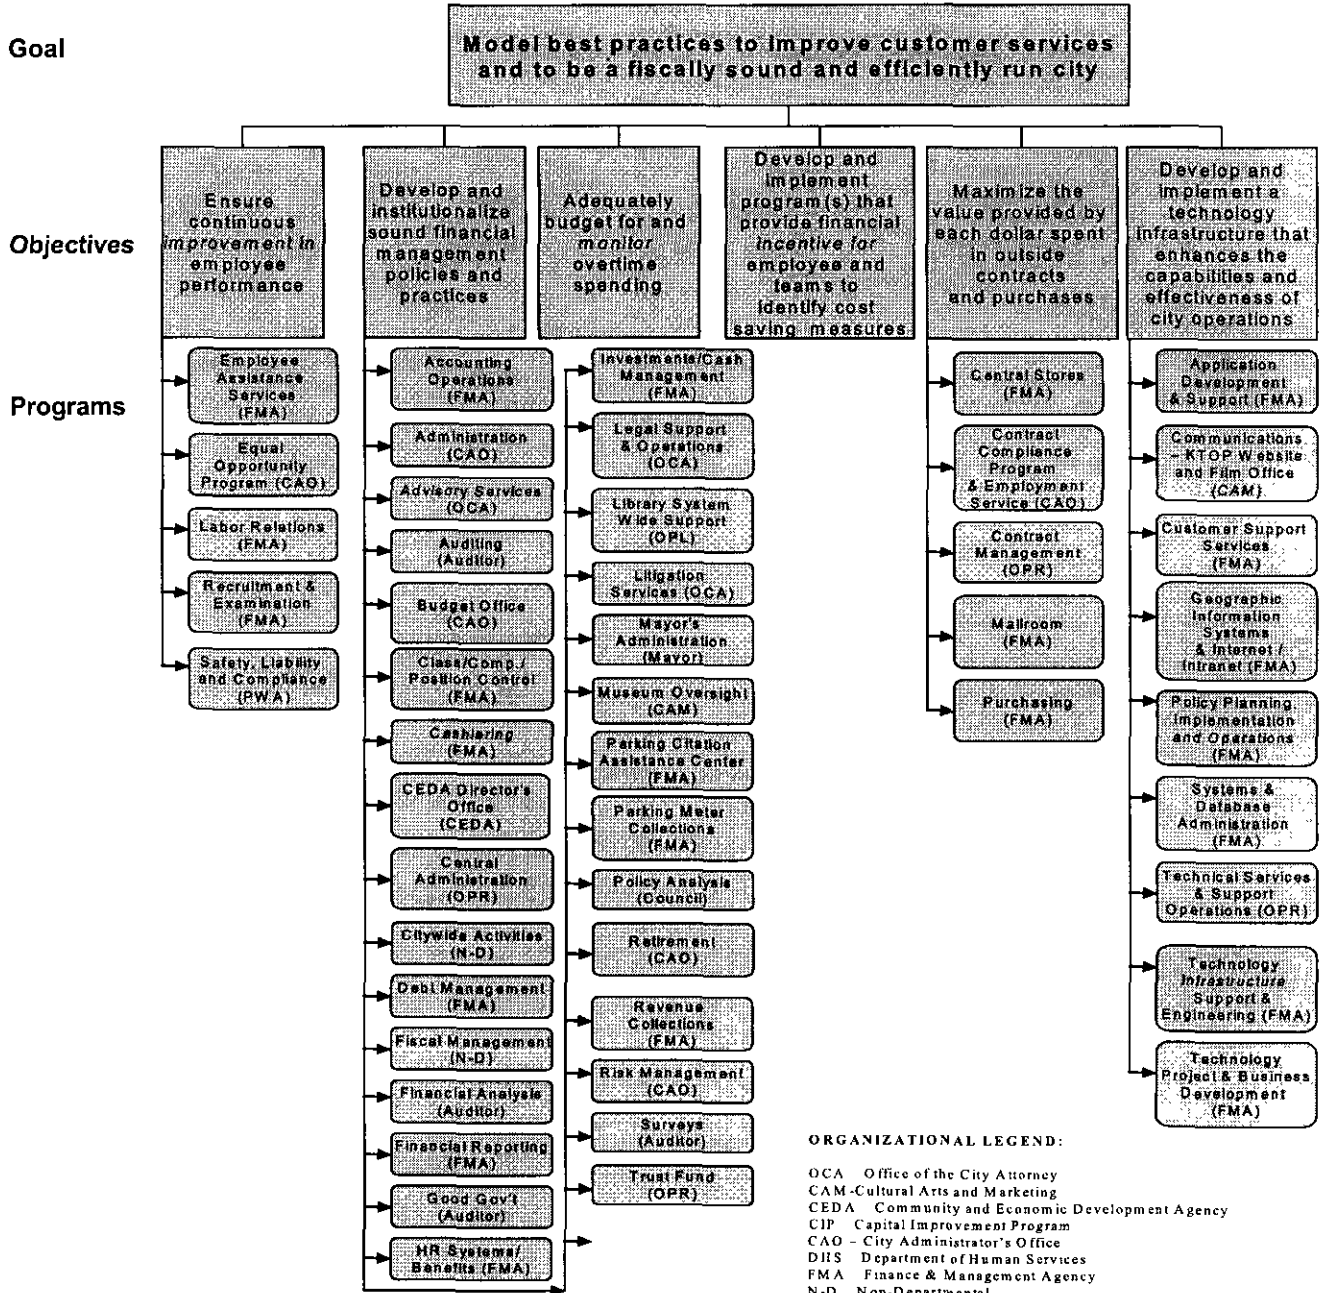 Goal
Model best practices to improve customer services
and to be a fiscally sound and efficiently run city
Objectives
Ensure
continuous
improvement in
employee
performance
Develop and
institutionalize
sound financial
management
policies and
practices
Adequately
budget for and
monitor
overtime
spending
Develop and
implement
program(s) that
provide financial
incentive for
employee and
teams to
identify cost
saving measures
Maximize the
value provided by
each dollar spent
in outside
contracts
and purchases
Develop and
implement a
technology
infrastructure that
enhances the
capabilities and
effectiveness of
city operations
Programs
Employee
Assistance
Services
(FMA)
Equal
Opportunity
Program (CAO)
Labor Relations
(FMA)
Recruitment &
Examination
(FMA)
Safety, Liability
and Compliance
(PWA)
Accounting
Operations
(FMA)
Administration
(CAO)
Advisory Services
(OCA)
Auditing
(Auditor)
Budget Office
(CAO)
Class/Comp./
Position Control
(FMA)
Cashiering
(FMA)
CEDA Director's
Office
(CEDA)
Central
Administration
(OPR)
Citywide Activities
(N-D)
Debt Management
(FMA)
Fiscal Management
(N-D)
Financial Analysis
(Auditor)
Financial Reporting
(FMA)
Good Gov't
(Auditor)
HR Systems/
Benefits (FMA)
Investments/Cash
Management
(FMA)
Legal Support
& Operations
(OCA)
Library System
Wide Support
(OPL)
Litigation
Services (OCA)
Mayor's
Administration
(Mayor)
Museum Oversight
(CAM)
Parking Citation
Assistance Center
(FMA)
Parking Meter
Collections
(FMA)
Policy Analysis
(Council)
Retirement
(CAO)
Revenue
Collections
(FMA)
Risk Management
(CAO)
Surveys
(Auditor)
Trust Fund
(OPR)
Central Stores
(FMA)
Contract
Compliance
Program
& Employment
Service (CAO)
Contract
Management
(OPR)
Mailroom
(FMA)
Purchasing
(FMA)
Application
Development
& Support (FMA)
Communications
– KTOP Website
and Film Office
(CAM)
Customer Support
Services
(FMA)
Geographic
Information
Systems
& Internet /
Intranet (FMA)
Policy Planning,
Implementation
and Operations
(FMA)
Systems &
Database
Administration
(FMA)
Technical Services
& Support
Operations (OPR)
Technology
Infrastructure
Support &
Engineering (FMA)
Technology
Project & Business
Development
(FMA)
ORGANIZATIONAL LEGEND:
OCA Office of the City Attorney
CAM-Cultural Arts and Marketing
CEDA Community and Economic Development Agency
CIP Capital Improvement Program
CAO – City Administrator's Office
DHS Department of Human Services
FMA Finance & Management Agency
N-D Non-Departmental